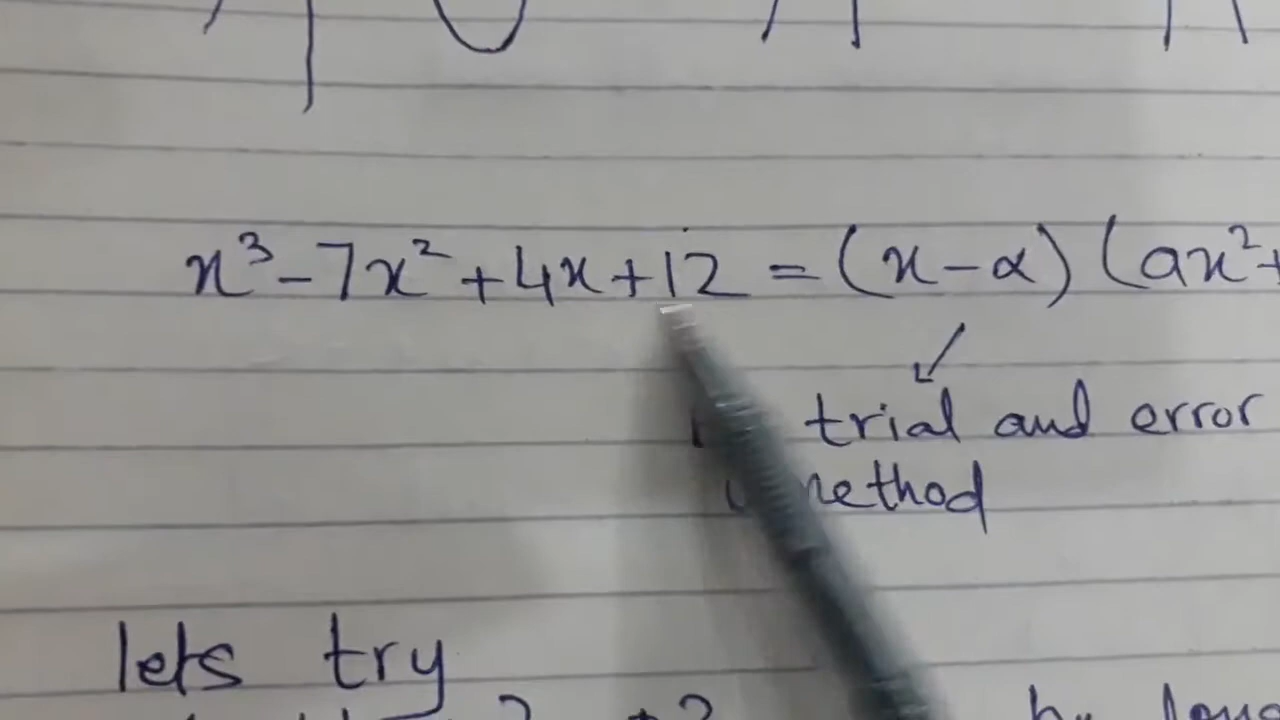 x³ - 7x² + 4x + 12 = (x - α) (ax² +
trial and error
method
lets try